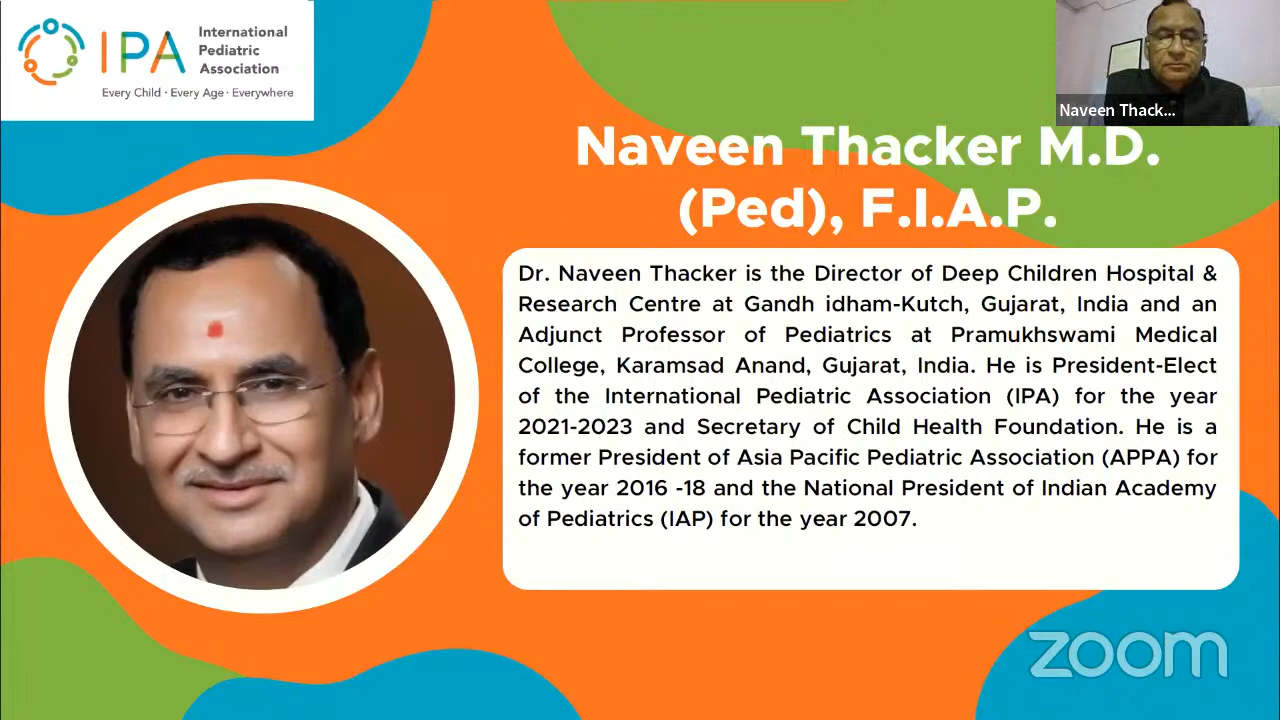 IPA
International
Pediatric
Association
Every Child · Every Age · Everywhere
Naveen Thack...
Naveen Thacker M.D.
(Ped), F.I.A.P.
Dr. Naveen Thacker is the Director of Deep Children Hospital &
Research Centre at Gandh idham-Kutch, Gujarat, India and an
Adjunct Professor of Pediatrics at Pramukhswami Medical
College, Karamsad Anand, Gujarat, India. He is President-Elect
of the International Pediatric Association (IPA) for the year
2021-2023 and Secretary of Child Health Foundation. He is a
former President of Asia Pacific Pediatric Association (APPA) for
the year 2016 -18 and the National President of Indian Academy
of Pediatrics (IAP) for the year 2007.
zoom